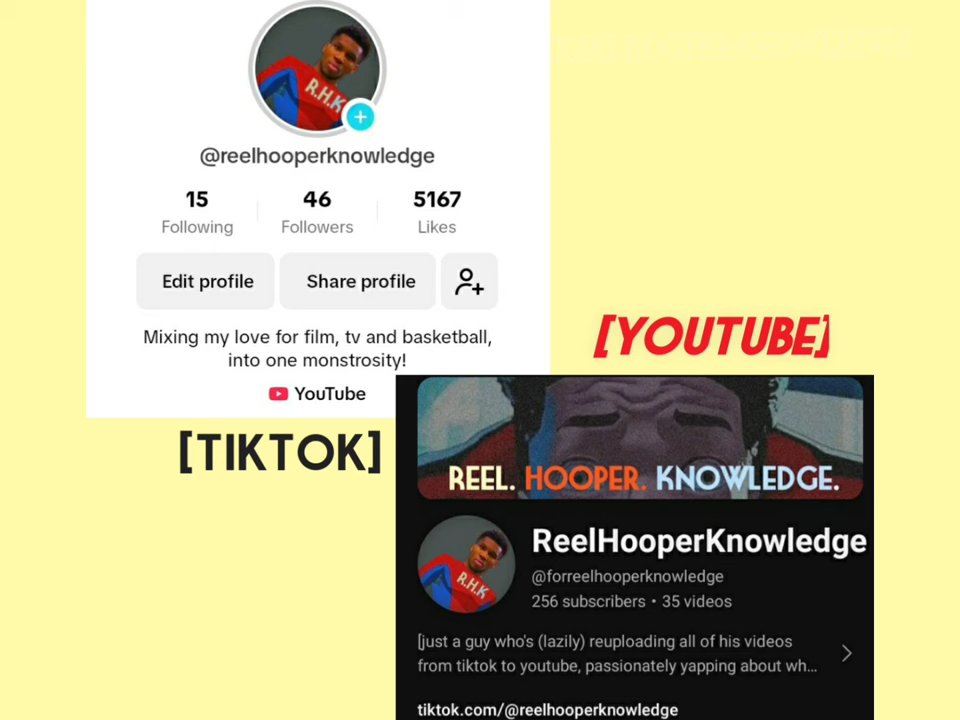 R.H.K
@reelhooperknowledge
15 46 5167
Following Followers Likes
Edit profile Share profile
Mixing my love for film, tv and basketball,
into one monstrosity!
YouTube
[TIKTOK]
[YOUTUBE]
REEL. HOOPER. KNOWLEDGE.
R.H.K
ReelHooperKnowledge
@forreelhooperknowledge
256 subscribers • 35 videos
[just a guy who's (lazily) reuploading all of his videos
from tiktok to youtube, passionately yapping about wh...
tiktok.com/@reelhooperknowledge